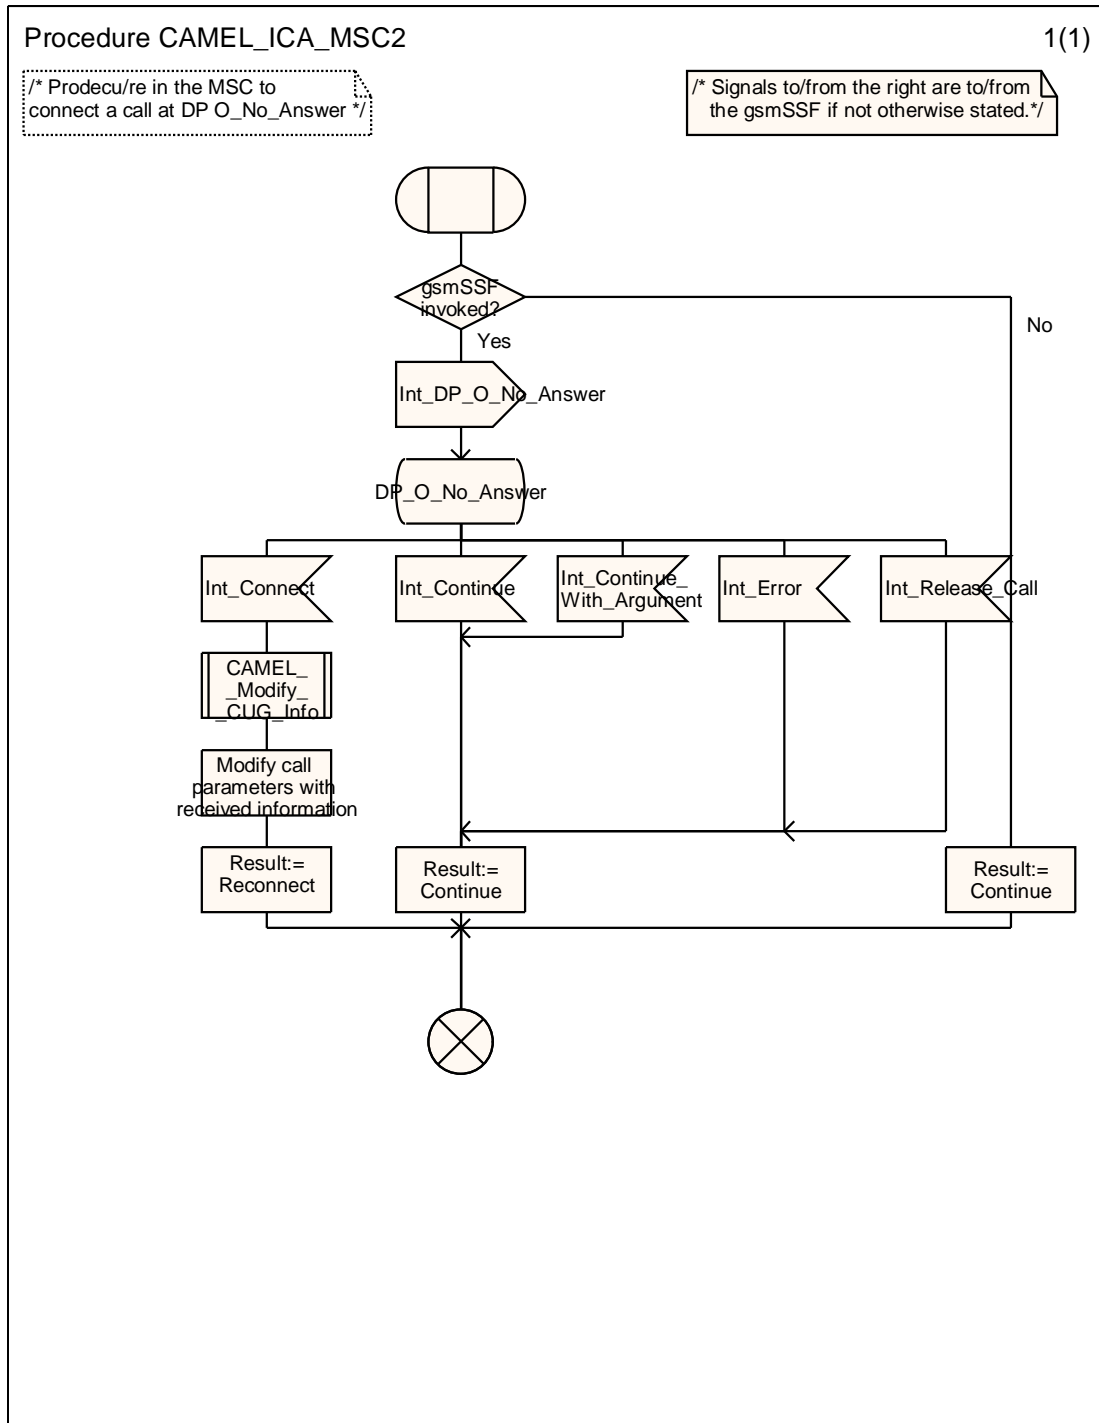 Procedure CAMEL_ICA_MSC2
1(1)
/* Prodecu/re in the MSC to
connect a call at DP O_No_Answer */
/* Signals to/from the right are to/from
the gsmSSF if not otherwise stated.*/
gsmSSF
invoked?
No
Yes
Int_DP_O_No_Answer
DP_O_No_Answer
Int_Connect
Int_Continue
Int_Continue_
With_Argument
Int_Error
Int_Release_Call
CAMEL_
_Modify_
_CUG_Info
Modify call
parameters with
received information
Result:=
Reconnect
Result:=
Continue
Result:=
Continue